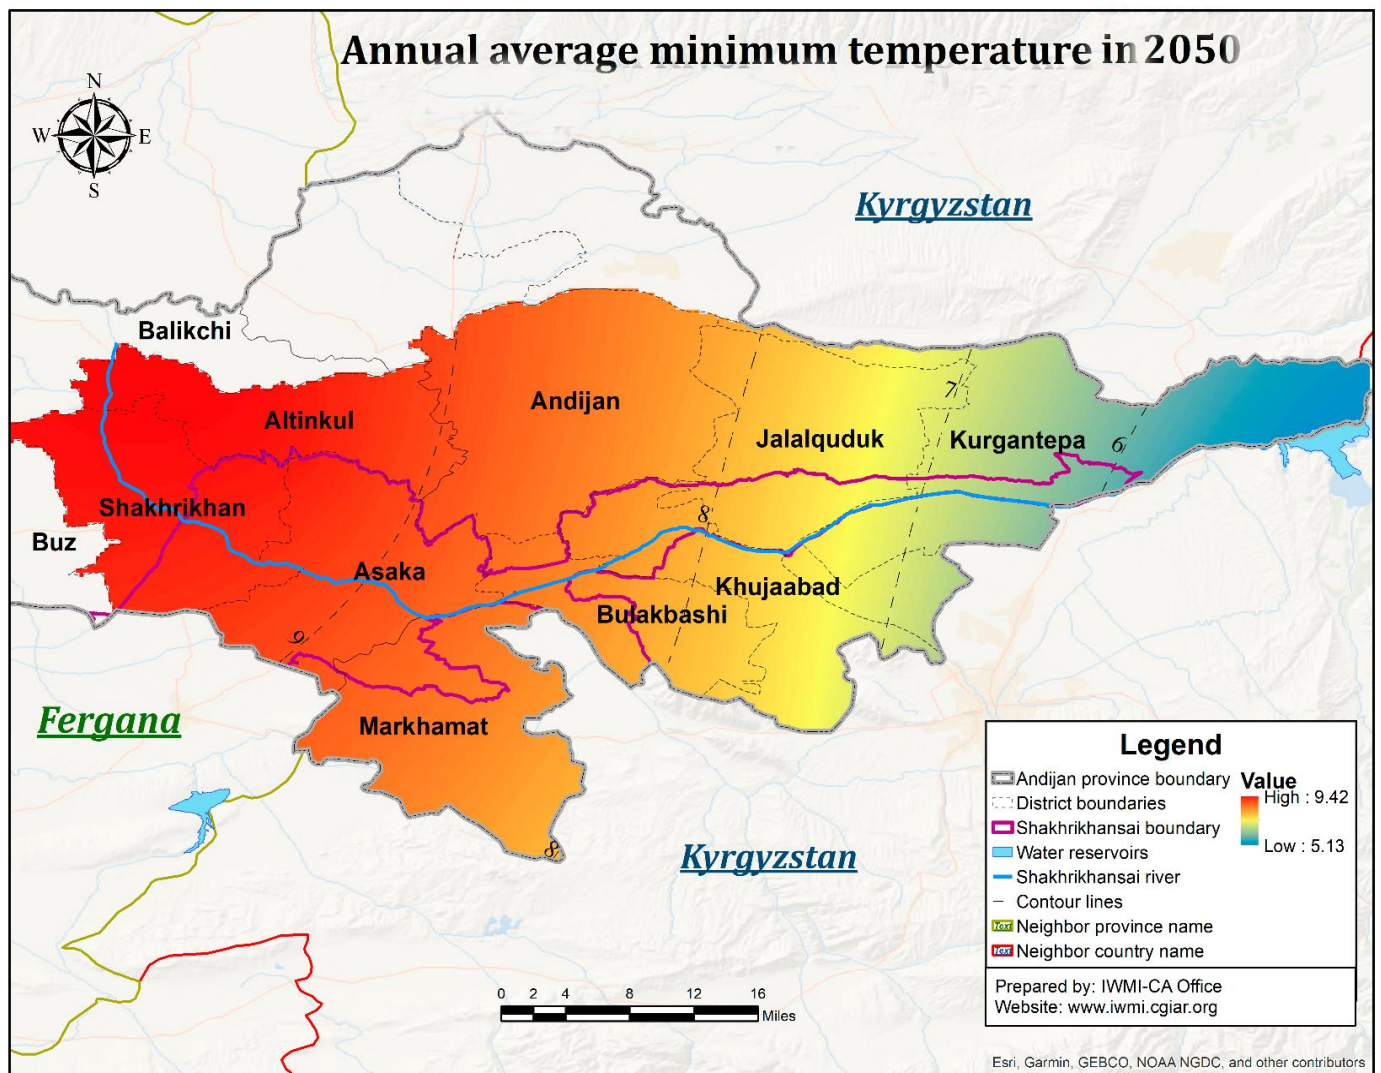 Annual average minimum temperature in 2050
N
W E
S
Kyrgyzstan
Balikchi
Altinkul
Andijan
Jalalquduk
7
Kurgantepa
6
Shakhrikhan
Buz
8
Asaka
Khujaabad
Bulakbashi
9
Fergana
Markhamat
8
Kyrgyzstan
Legend
Andijan province boundary
District boundaries
Shakhrikhansai boundary
Water reservoirs
Shakhrikhansai river
Contour lines
Text Neighbor province name
Text Neighbor country name
Value
High : 9.42
Low : 5.13
Prepared by: IWMI-CA Office
Website: www.iwmi.cgiar.org
0 2 4 8 12 16
Miles
Esri, Garmin, GEBCO, NOAA NGDC, and other contributors